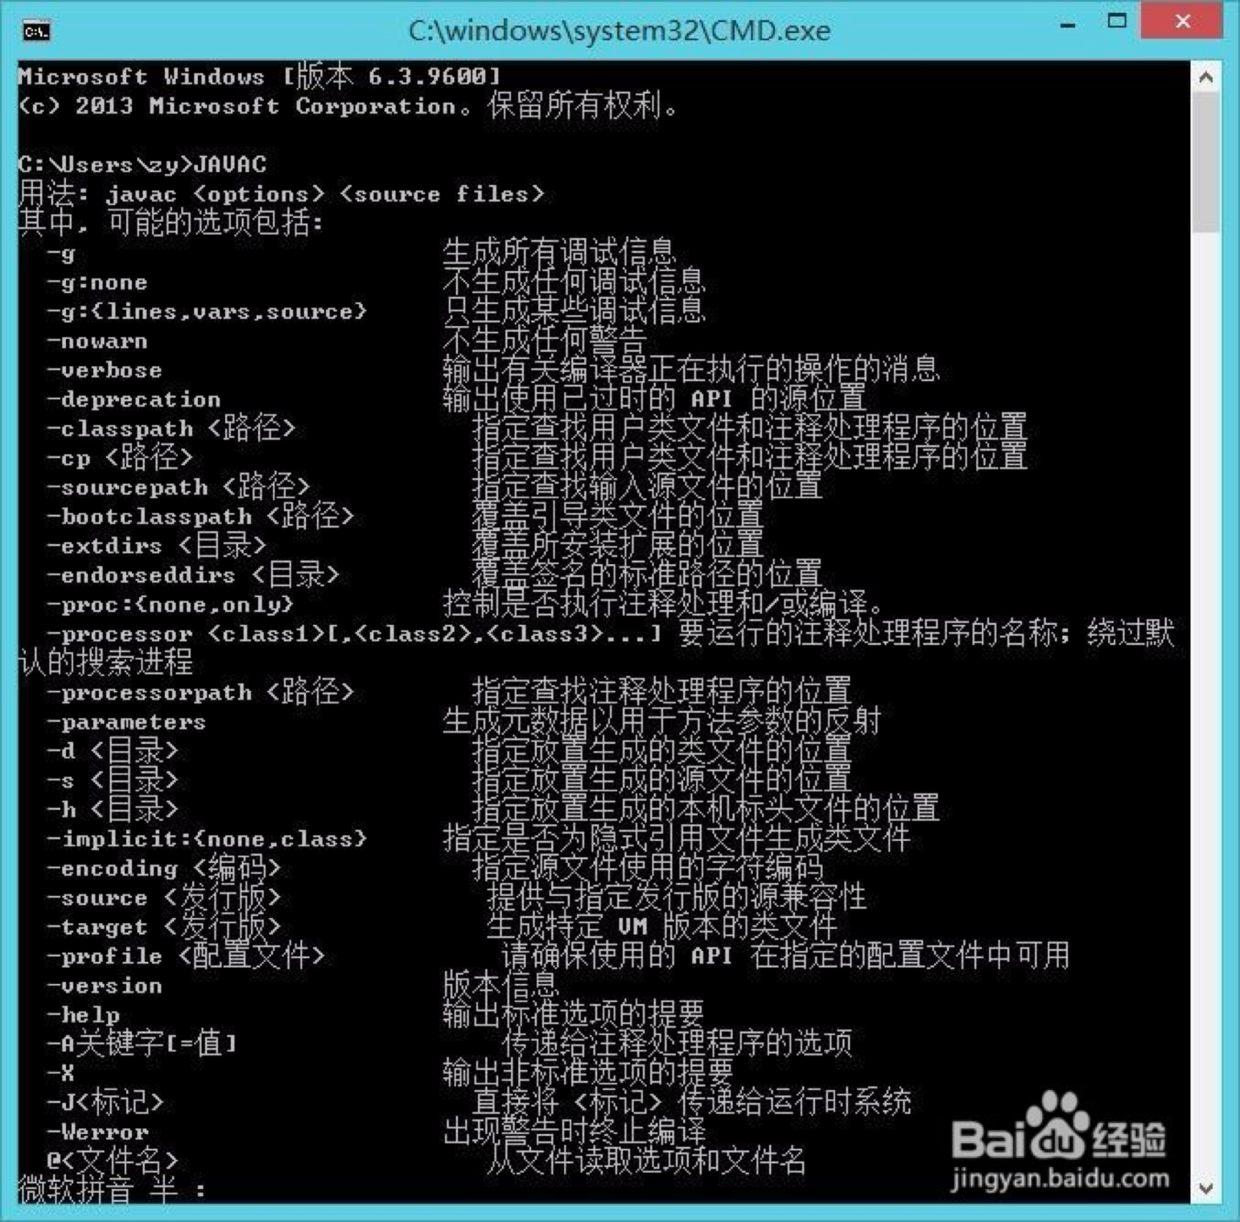 C:\windows\system32\CMD.exe
Microsoft Windows [版本 6.3.9600]
(c) 2013 Microsoft Corporation。保留所有权利。
C:\Users\zy>JAVAC
用法: javac <options> <source files>
其中, 可能的选项包括:
-g 生成所有调试信息
-g:none 不生成任何调试信息
-g:{lines,vars,source} 只生成某些调试信息
-nowarn 不生成任何警告
-verbose 输出有关编译器正在执行的操作的消息
-deprecation 输出使用已过时的 API 的源位置
-classpath <路径> 指定查找用户类文件和注释处理程序的位置
-cp <路径> 指定查找用户类文件和注释处理程序的位置
-sourcepath <路径> 指定查找输入源文件的位置
-bootclasspath <路径> 覆盖引导类文件的位置
-extdirs <目录> 覆盖所安装扩展的位置
-endorseddirs <目录> 覆盖签名的标准路径的位置
-proc:{none,only} 控制是否执行注释处理和/或编译。
-processor <class1>[,<class2>,<class3>...] 要运行的注释处理程序的名称; 绕过默
认的搜索进程
-processorpath <路径> 指定查找注释处理程序的位置
-parameters 生成元数据以用于方法参数的反射
-d <目录> 指定放置生成的类文件的位置
-s <目录> 指定放置生成的源文件的位置
-h <目录> 指定放置生成的本机标头文件的位置
-implicit:{none,class} 指定是否为隐式引用文件生成类文件
-encoding <编码> 指定源文件使用的字符编码
-source <发行版> 提供与指定发行版的源兼容性
-target <发行版> 生成特定 VM 版本的类文件
-profile <配置文件> 请确保使用的 API 在指定的配置文件中可用
-version 版本信息
-help 输出标准选项的提要
-A关键字[=值] 传递给注释处理程序的选项
-X 输出非标准选项的提要
-J<标记> 直接将 <标记> 传递给运行时系统
-Werror 出现警告时终止编译
@<文件名> 从文件读取选项和文件名
微软拼音 半 :
Baidu经验
jingyan.baidu.com